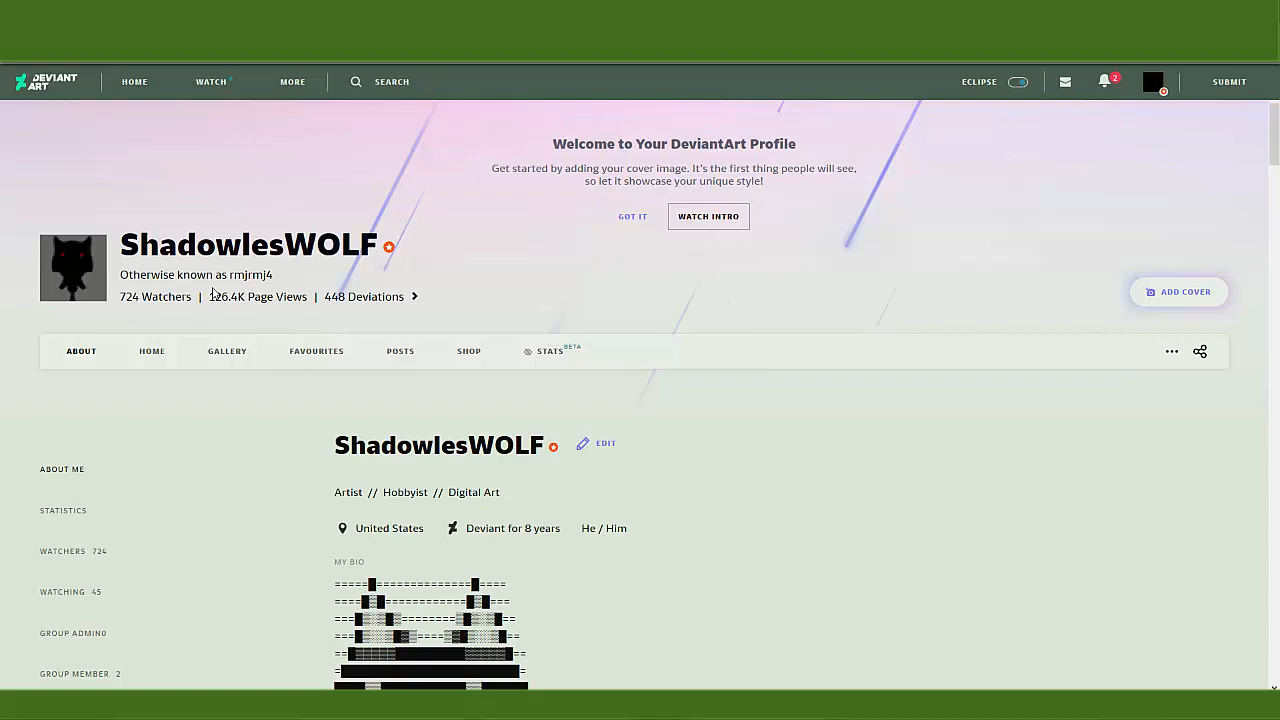 DEVIANT ART
HOME
WATCH
MORE
SEARCH
ECLIPSE
2
SUBMIT
Welcome to Your DeviantArt Profile
Get started by adding your cover image. It's the first thing people will see,
so let it showcase your unique style!
GOT IT
WATCH INTRO
ShadowlesWOLF
Otherwise known as rmjrmj4
724 Watchers | 126.4K Page Views | 448 Deviations
ADD COVER
ABOUT
HOME
GALLERY
FAVOURITES
POSTS
SHOP
STATS BETA
ShadowlesWOLF
EDIT
ABOUT ME
Artist // Hobbyist // Digital Art
STATISTICS
United States
Deviant for 8 years
He / Him
WATCHERS 724
MY BIO
WATCHING 45
GROUP ADMIN0
GROUP MEMBER 2